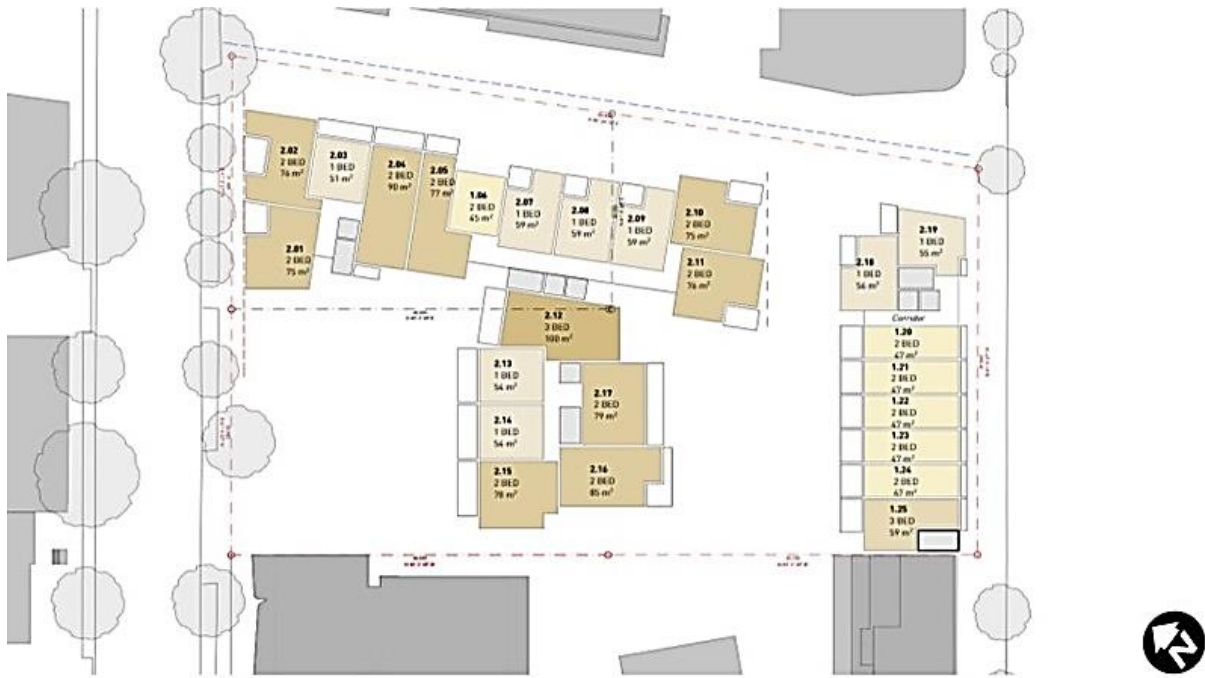 2.02
2 BED
76 m²
2.03
1 BED
51 m²
2.04
2 BED
90 m²
2.05
2 BED
77 m²
1.06
2 BED
45 m²
2.07
1 BED
59 m²
2.08
1 BED
59 m²
2.09
1 BED
59 m²
2.10
2 BED
75 m²
2.11
2 BED
76 m²
2.01
2 BED
75 m²
2.12
3 BED
100 m²
2.13
1 BED
54 m²
2.14
1 BED
54 m²
2.15
2 BED
78 m²
2.16
2 BED
85 m²
2.17
2 BED
79 m²
2.18
1 BED
56 m²
2.19
1 BED
55 m²
Corridor
1.20
2 BED
47 m²
1.21
2 BED
47 m²
1.22
2 BED
47 m²
1.23
2 BED
47 m²
1.24
2 BED
47 m²
1.25
3 BED
59 m²
N